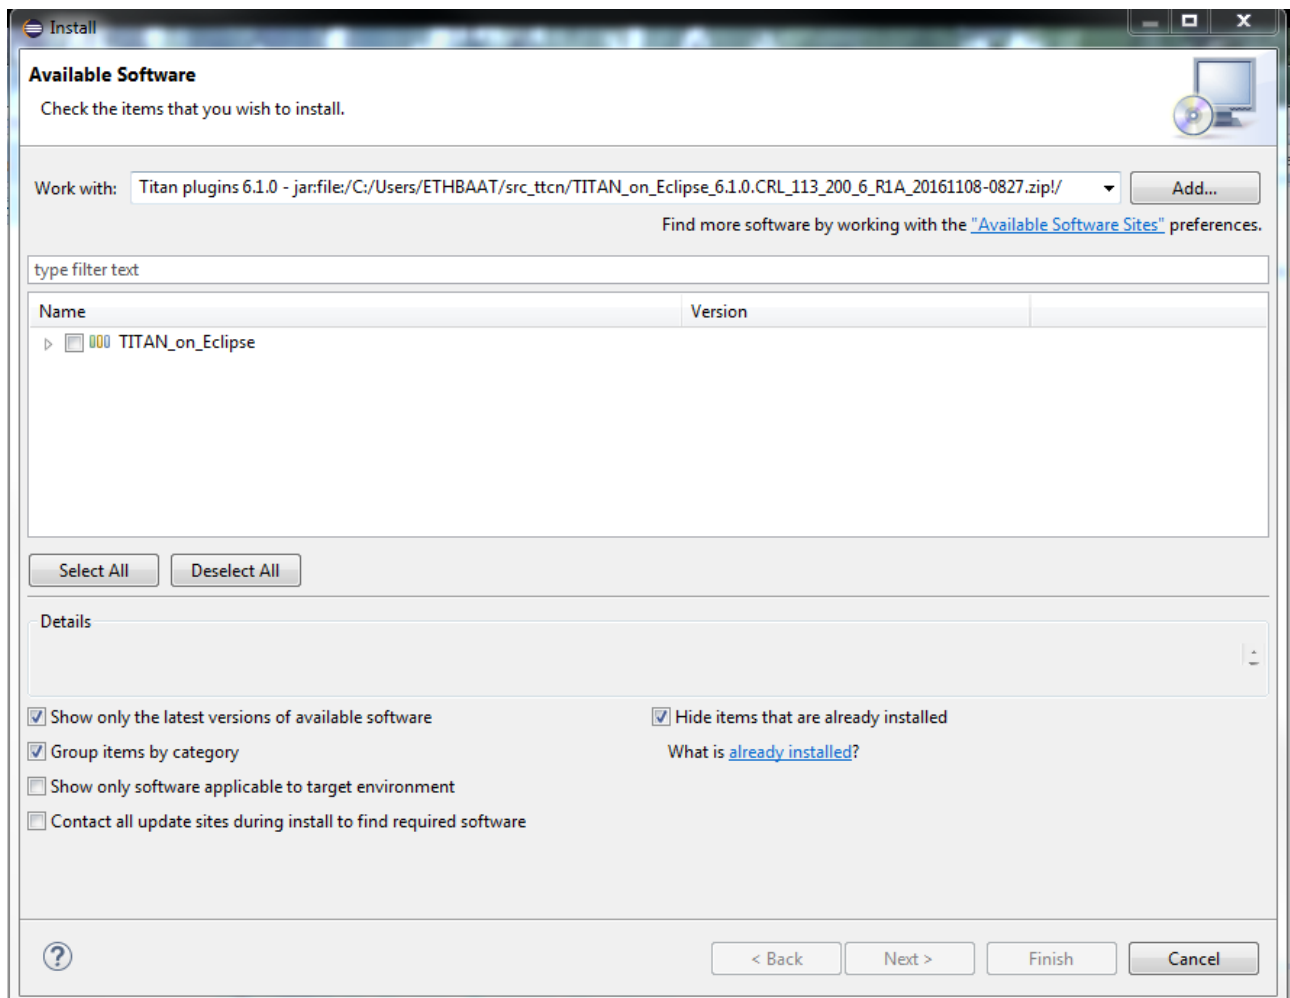 Install
Available Software
Check the items that you wish to install.
Work with: Titan plugins 6.1.0 - jar:file:/C:/Users/ETHBAAT/src_ttcn/TITAN_on_Eclipse_6.1.0.CRL_113_200_6_R1A_20161108-0827.zip!/ Add...
Find more software by working with the "Available Software Sites" preferences.
type filter text
Name Version
TITAN_on_Eclipse
Select All Deselect All
Details
Show only the latest versions of available software Hide items that are already installed
Group items by category What is already installed?
Show only software applicable to target environment
Contact all update sites during install to find required software
? < Back Next > Finish Cancel